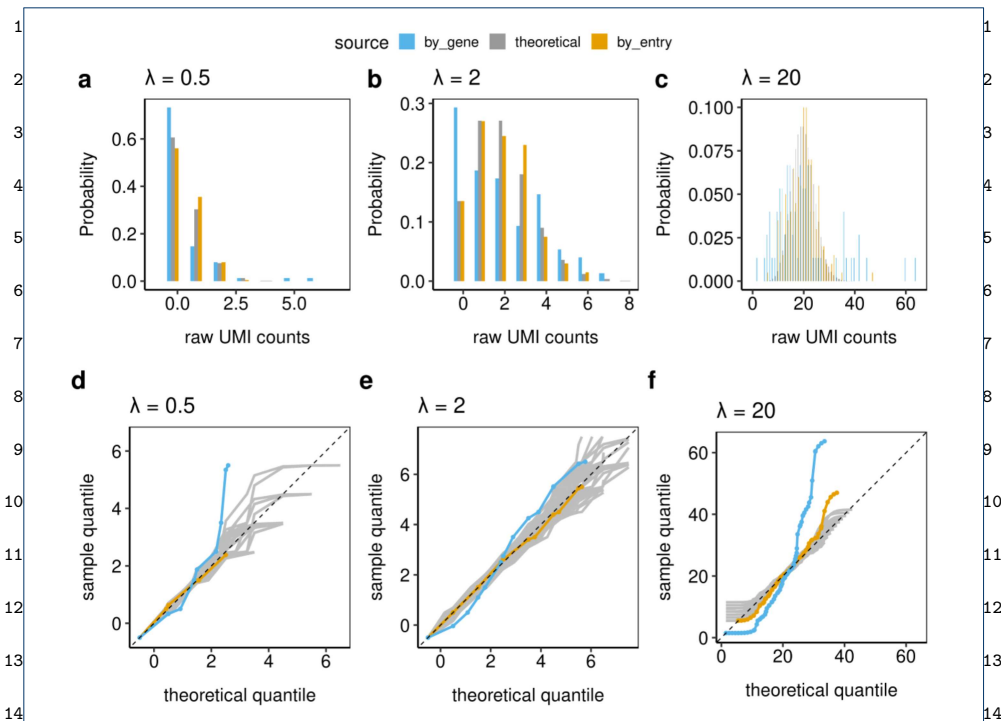 source by_gene theoretical by_entry
a
λ = 0.5
b
λ = 2
c
λ = 20
Probability
0.6
0.4
0.2
0.0
0.0 2.5 5.0
raw UMI counts
Probability
0.3
0.2
0.1
0.0
0 2 4 6 8
raw UMI counts
Probability
0.100
0.075
0.050
0.025
0.000
0 20 40 60
raw UMI counts
d
λ = 0.5
e
λ = 2
f
λ = 20
sample quantile
6
4
2
0
0 2 4 6
theoretical quantile
sample quantile
6
4
2
0
0 2 4 6
theoretical quantile
sample quantile
60
40
20
0
0 20 40 60
theoretical quantile
1
2
3
4
5
6
7
8
9
10
11
12
13
14
1
2
3
4
5
6
7
8
9
10
11
12
13
14